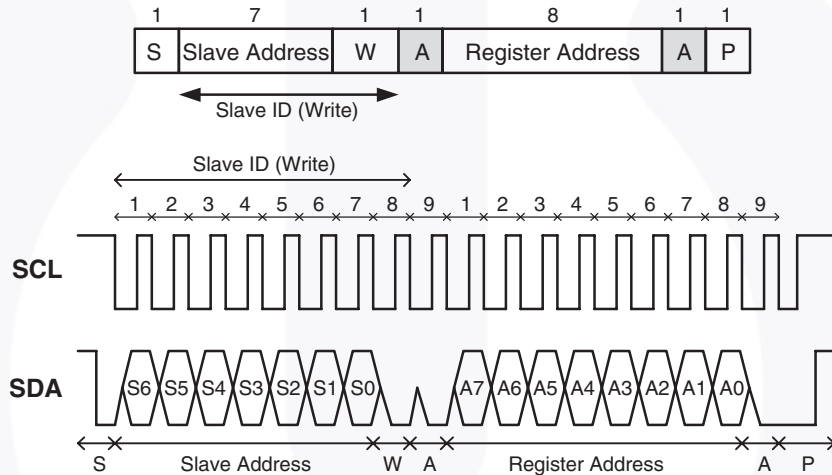 1 7 1 1 8 1 1
S Slave Address W A Register Address A P
Slave ID (Write)
Slave ID (Write)
1 2 3 4 5 6 7 8 9 1 2 3 4 5 6 7 8 9
SCL
SDA S6 S5 S4 S3 S2 S1 S0 A7 A6 A5 A4 A3 A2 A1 A0
S Slave Address W A Register Address A P